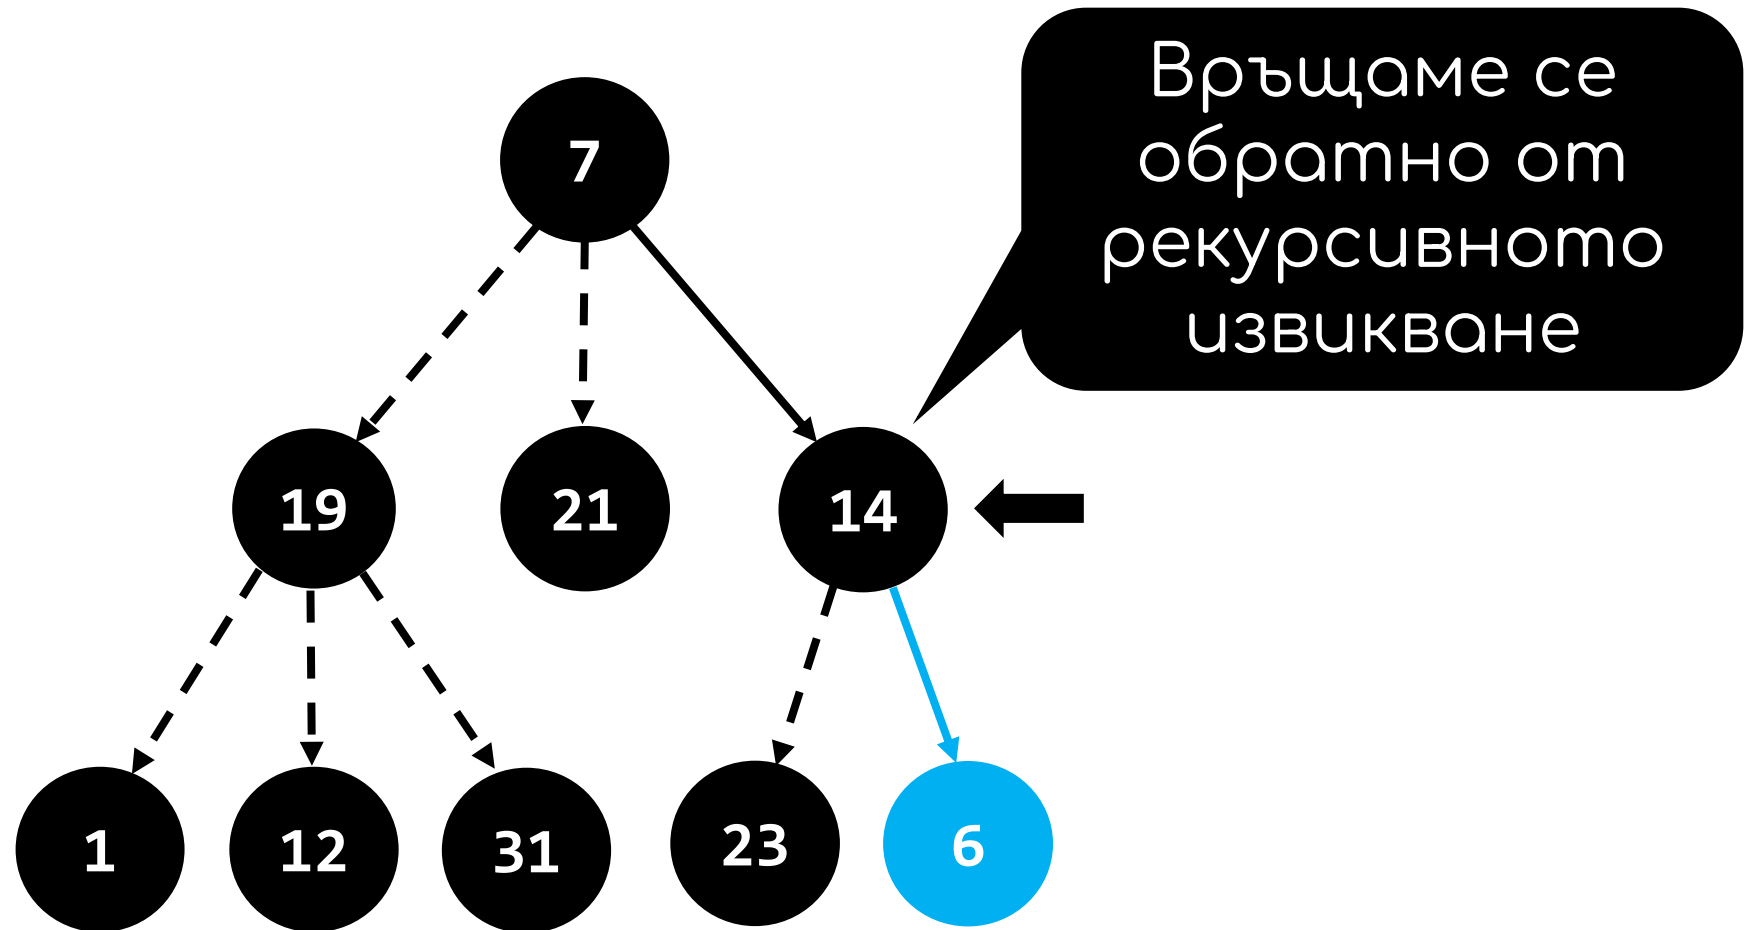 Връщаме се
обратно от
рекурсивното
извикване
7
19
21
14
1
12
31
23
6